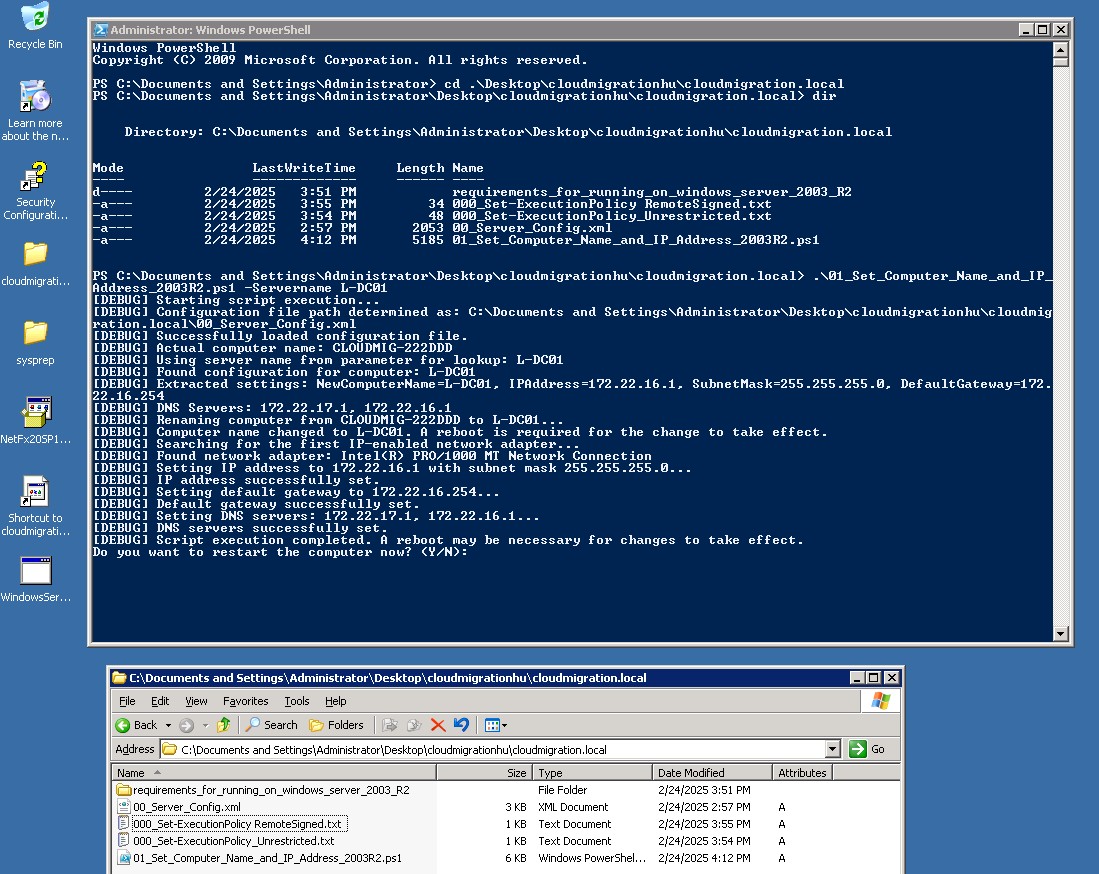 Recycle Bin
Learn more
about the n...
Security
Configurati...
cloudmigrati...
sysprep
NetFx20SP1...
Shortcut to
cloudmigrati...
WindowsSer...
Administrator: Windows PowerShell
Windows PowerShell
Copyright (C) 2009 Microsoft Corporation. All rights reserved.
PS C:\Documents and Settings\Administrator> cd .\Desktop\cloudmigrationhu\cloudmigration.local
PS C:\Documents and Settings\Administrator\Desktop\cloudmigrationhu\cloudmigration.local> dir
Directory: C:\Documents and Settings\Administrator\Desktop\cloudmigrationhu\cloudmigration.local
Mode LastWriteTime Length Name
---- ------------- ------ ----
d---- 2/24/2025 3:51 PM requirements_for_running_on_windows_server_2003_R2
-a--- 2/24/2025 3:55 PM 34 000_Set-ExecutionPolicy RemoteSigned.txt
-a--- 2/24/2025 3:54 PM 48 000_Set-ExecutionPolicy_Unrestricted.txt
-a--- 2/24/2025 2:57 PM 2053 00_Server_Config.xml
-a--- 2/24/2025 4:12 PM 5185 01_Set_Computer_Name_and_IP_Address_2003R2.ps1
PS C:\Documents and Settings\Administrator\Desktop\cloudmigrationhu\cloudmigration.local> .\01_Set_Computer_Name_and_IP_
Address_2003R2.ps1 -Servername L-DC01
[DEBUG] Starting script execution...
[DEBUG] Configuration file path determined as: C:\Documents and Settings\Administrator\Desktop\cloudmigrationhu\cloudmig
ration.local\00_Server_Config.xml
[DEBUG] Successfully loaded configuration file.
[DEBUG] Actual computer name: CLOUDMIG-222DDD
[DEBUG] Using server name from parameter for lookup: L-DC01
[DEBUG] Found configuration for computer: L-DC01
[DEBUG] Extracted settings: NewComputerName=L-DC01, IPAddress=172.22.16.1, SubnetMask=255.255.255.0, DefaultGateway=172.
22.16.254
[DEBUG] DNS Servers: 172.22.17.1, 172.22.16.1
[DEBUG] Renaming computer from CLOUDMIG-222DDD to L-DC01...
[DEBUG] Computer name changed to L-DC01. A reboot is required for the change to take effect.
[DEBUG] Searching for the first IP-enabled network adapter...
[DEBUG] Found network adapter: Intel(R) PRO/1000 MT Network Connection
[DEBUG] Setting IP address to 172.22.16.1 with subnet mask 255.255.255.0...
[DEBUG] IP address successfully set.
[DEBUG] Setting default gateway to 172.22.16.254...
[DEBUG] Default gateway successfully set.
[DEBUG] Setting DNS servers: 172.22.17.1, 172.22.16.1...
[DEBUG] DNS servers successfully set.
[DEBUG] Script execution completed. A reboot may be necessary for changes to take effect.
Do you want to restart the computer now? (Y/N):
C:\Documents and Settings\Administrator\Desktop\cloudmigrationhu\cloudmigration.local
File Edit View Favorites Tools Help
Back Search Folders
Address C:\Documents and Settings\Administrator\Desktop\cloudmigrationhu\cloudmigration.local Go
Name Size Type Date Modified Attributes
requirements_for_running_on_windows_server_2003_R2 File Folder 2/24/2025 3:51 PM
00_Server_Config.xml 3 KB XML Document 2/24/2025 2:57 PM A
000_Set-ExecutionPolicy RemoteSigned.txt 1 KB Text Document 2/24/2025 3:55 PM A
000_Set-ExecutionPolicy_Unrestricted.txt 1 KB Text Document 2/24/2025 3:54 PM A
01_Set_Computer_Name_and_IP_Address_2003R2.ps1 6 KB Windows PowerShel... 2/24/2025 4:12 PM A